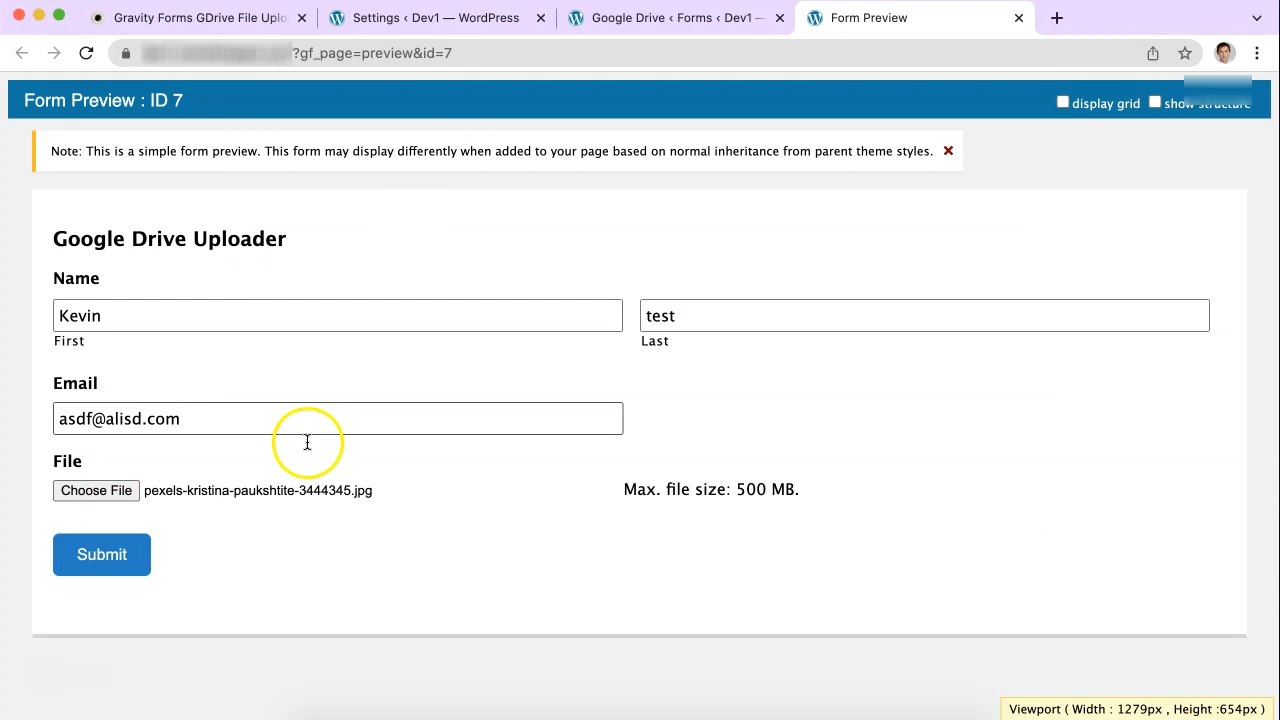 Gravity Forms GDrive File Uplo
Settings ‹ Dev1 — WordPress
Google Drive ‹ Forms ‹ Dev1 —
Form Preview
?gf_page=preview&id=7
Form Preview : ID 7
display grid
show structure
Note: This is a simple form preview. This form may display differently when added to your page based on normal inheritance from parent theme styles.
Google Drive Uploader
Name
Kevin
test
First
Last
Email
asdf@alisd.com
File
Choose File pexels-kristina-paukshtite-3444345.jpg
Max. file size: 500 MB.
Submit
Viewport ( Width : 1279px , Height :654px )